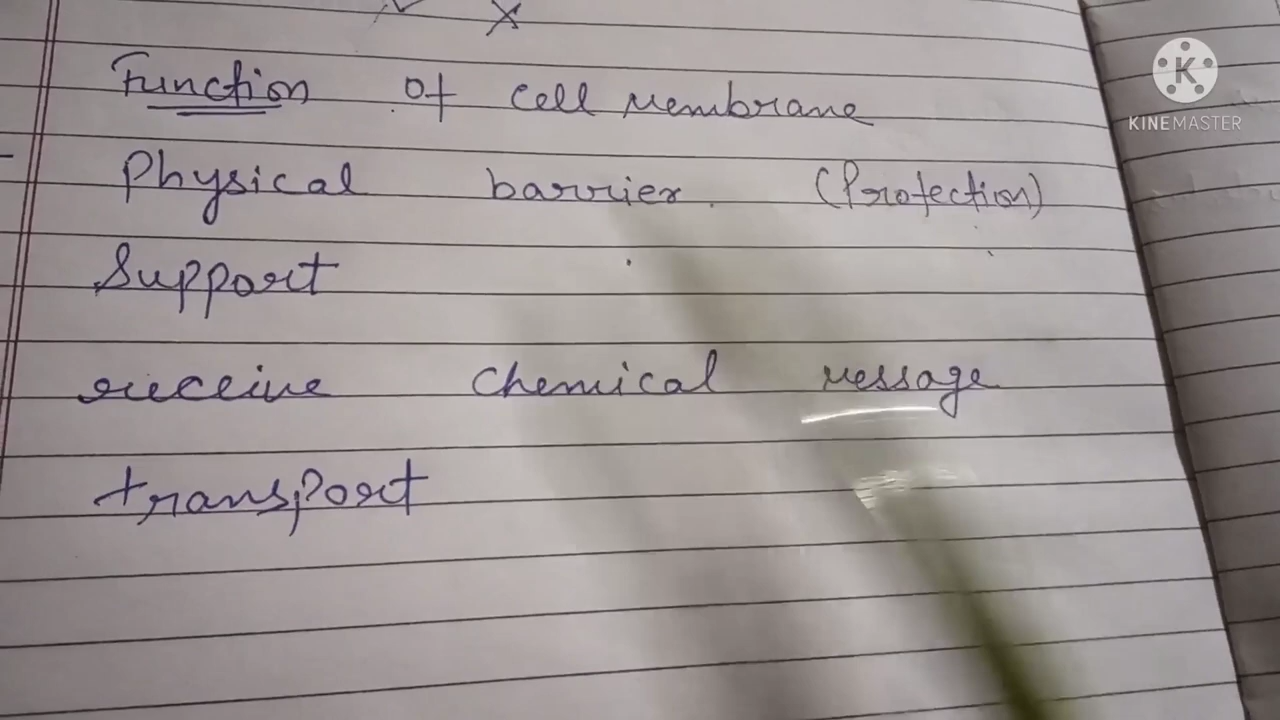 Function of cell membrane
Physical barrier. (Protection)
Support
receive chemical message
transport
KINEMASTER